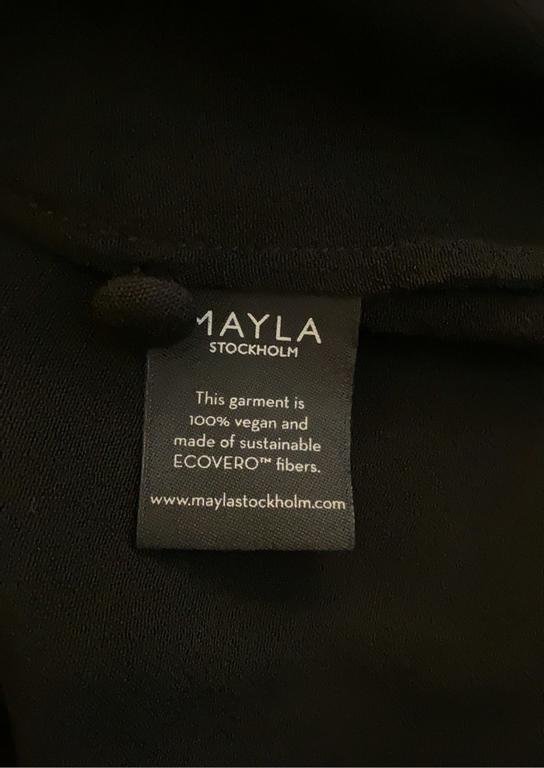 MAYLA
STOCKHOLM
This garment is
100% vegan and
made of sustainable
ECOVERO™ fibers.
www.maylastockholm.com